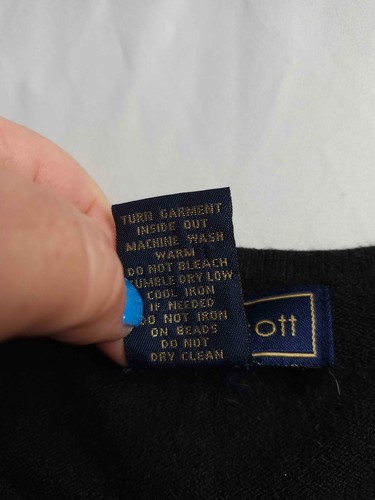 TURN GARMENT
INSIDE OUT
MACHINE WASH
WARM
DO NOT BLEACH
TUMBLE DRY LOW
COOL IRON
IF NEEDED
DO NOT IRON
ON BEADS
DO NOT
DRY CLEAN
ott